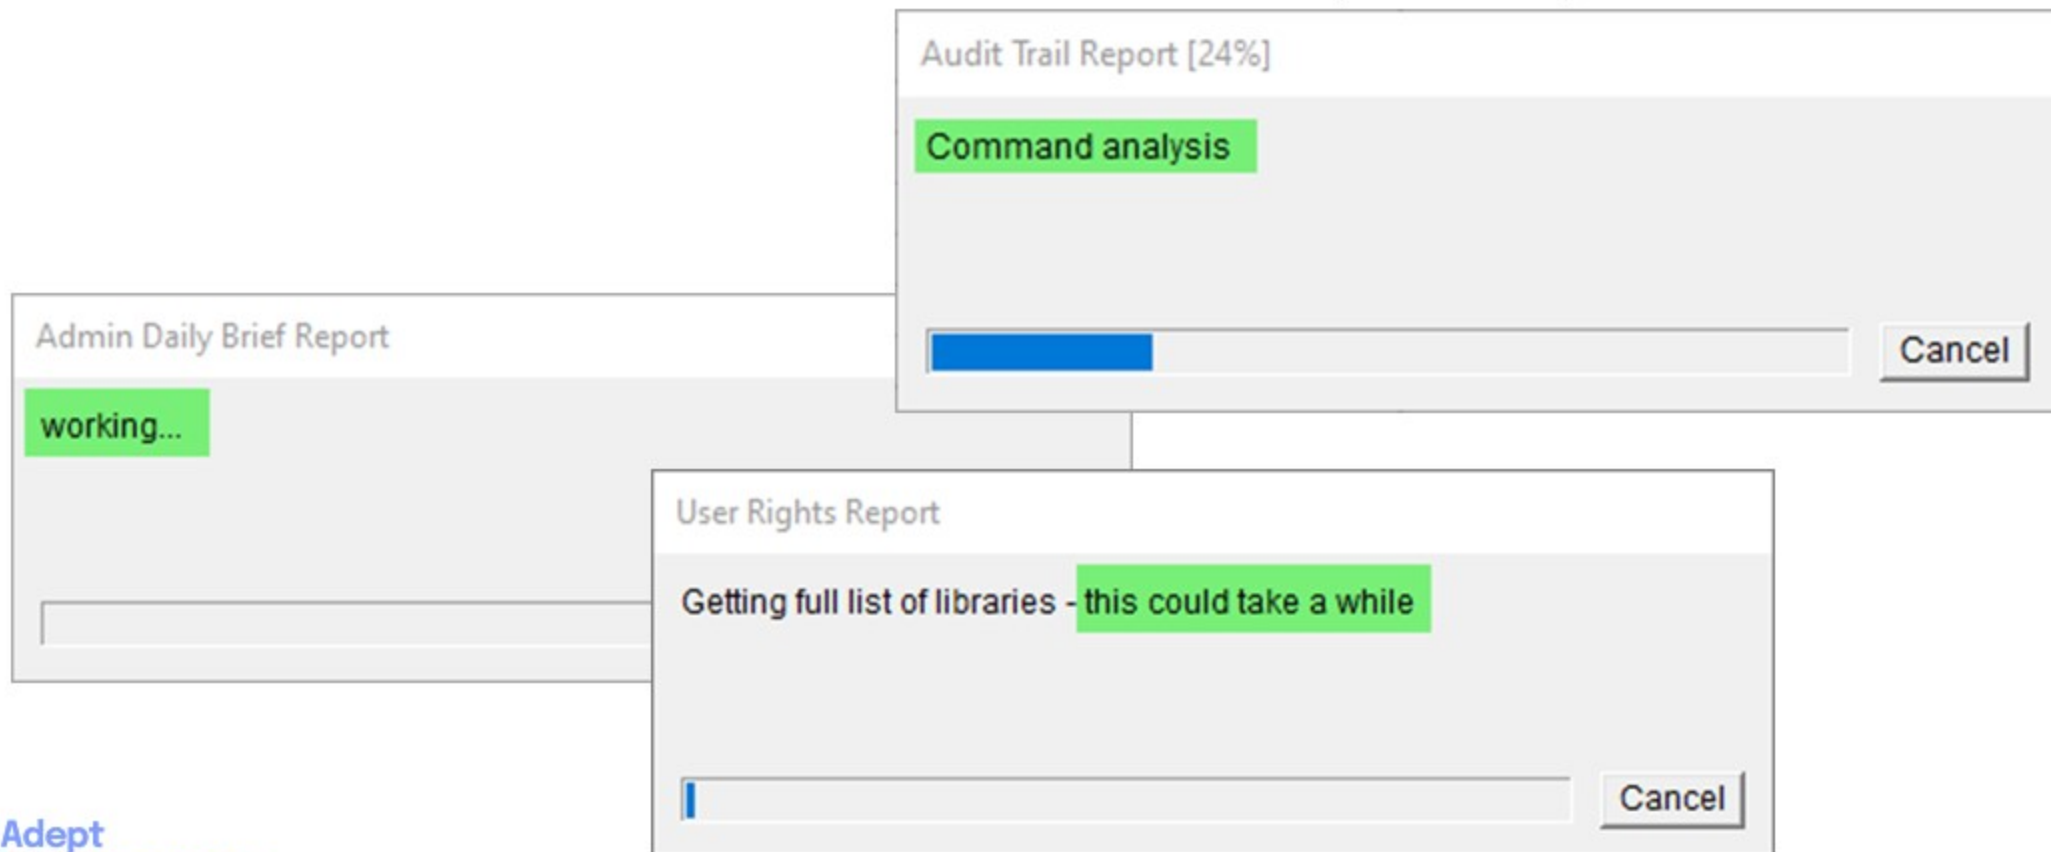 Audit Trail Report [24%]
Command analysis
Cancel
Admin Daily Brief Report
working...
User Rights Report
Getting full list of libraries - this could take a while
Cancel
Adept